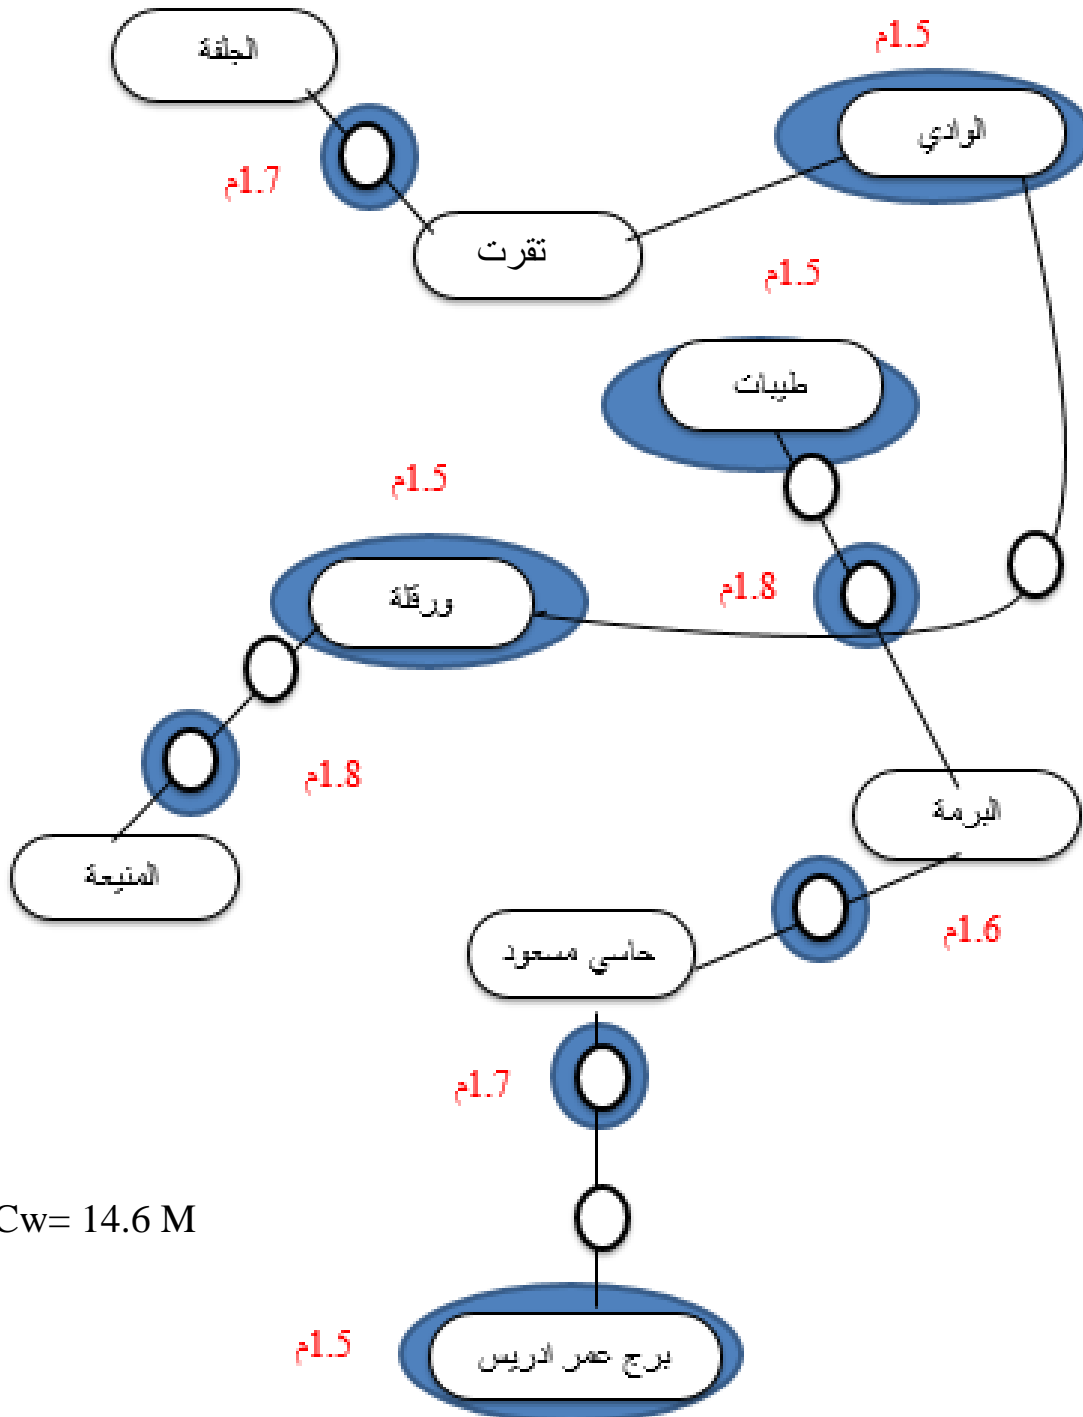 الجلفة
1.5م
الوادي
1.7م
تقرت
1.5م
طيبات
1.5م
ورقلة
1.8م
1.8م
البرمة
المنيعة
1.6م
حاسي مسعود
1.7م
Cw= 14.6 M
1.5م
برج عمر ادريس